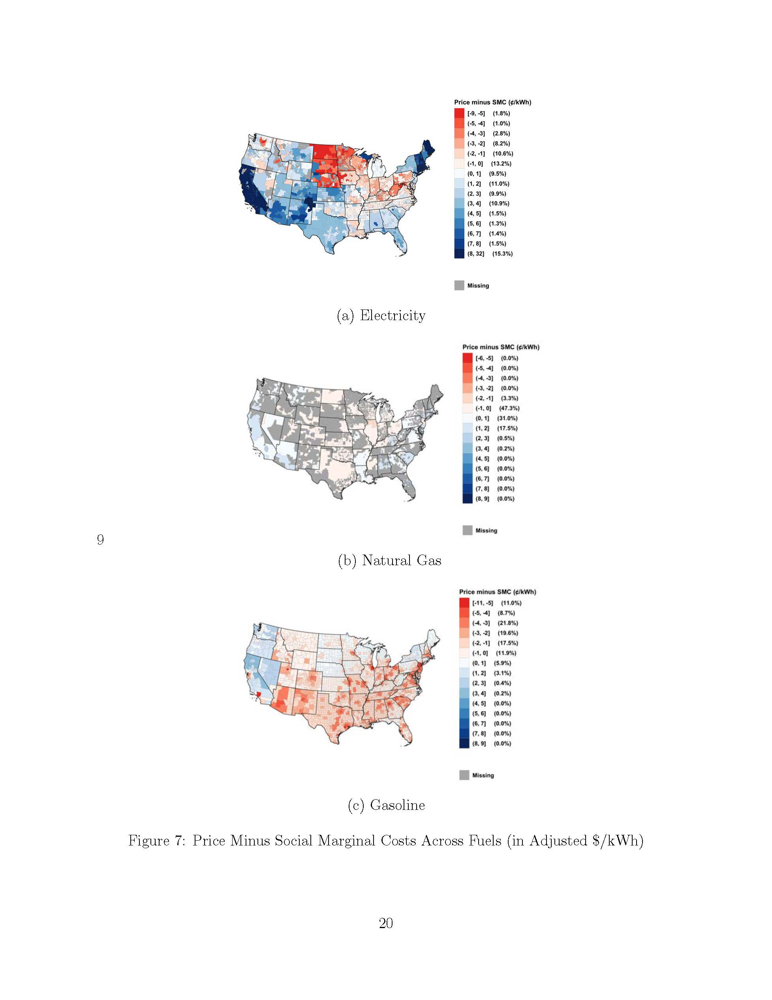 Price minus SMC (¢/kWh)
[-9, -5] (1.8%)
(-5, -4] (1.0%)
(-4, -3] (2.8%)
(-3, -2] (8.2%)
(-2, -1] (10.6%)
(-1, 0] (13.2%)
(0, 1] (9.5%)
(1, 2] (11.0%)
(2, 3] (9.9%)
(3, 4] (10.9%)
(4, 5] (1.5%)
(5, 6] (1.3%)
(6, 7] (1.4%)
(7, 8] (1.5%)
(8, 32] (15.3%)
Missing
(a) Electricity
Price minus SMC (¢/kWh)
[-6, -5] (0.0%)
(-5, -4] (0.0%)
(-4, -3] (0.0%)
(-3, -2] (0.0%)
(-2, -1] (3.3%)
(-1, 0] (47.3%)
(0, 1] (31.0%)
(1, 2] (17.5%)
(2, 3] (0.5%)
(3, 4] (0.2%)
(4, 5] (0.0%)
(5, 6] (0.0%)
(6, 7] (0.0%)
(7, 8] (0.0%)
(8, 9] (0.0%)
Missing
9
(b) Natural Gas
Price minus SMC (¢/kWh)
[-11, -5] (11.0%)
(-5, -4] (8.7%)
(-4, -3] (21.8%)
(-3, -2] (19.6%)
(-2, -1] (17.5%)
(-1, 0] (11.9%)
(0, 1] (5.9%)
(1, 2] (3.1%)
(2, 3] (0.4%)
(3, 4] (0.2%)
(4, 5] (0.0%)
(5, 6] (0.0%)
(6, 7] (0.0%)
(7, 8] (0.0%)
(8, 9] (0.0%)
Missing
(c) Gasoline
Figure 7: Price Minus Social Marginal Costs Across Fuels (in Adjusted $/kWh)
20